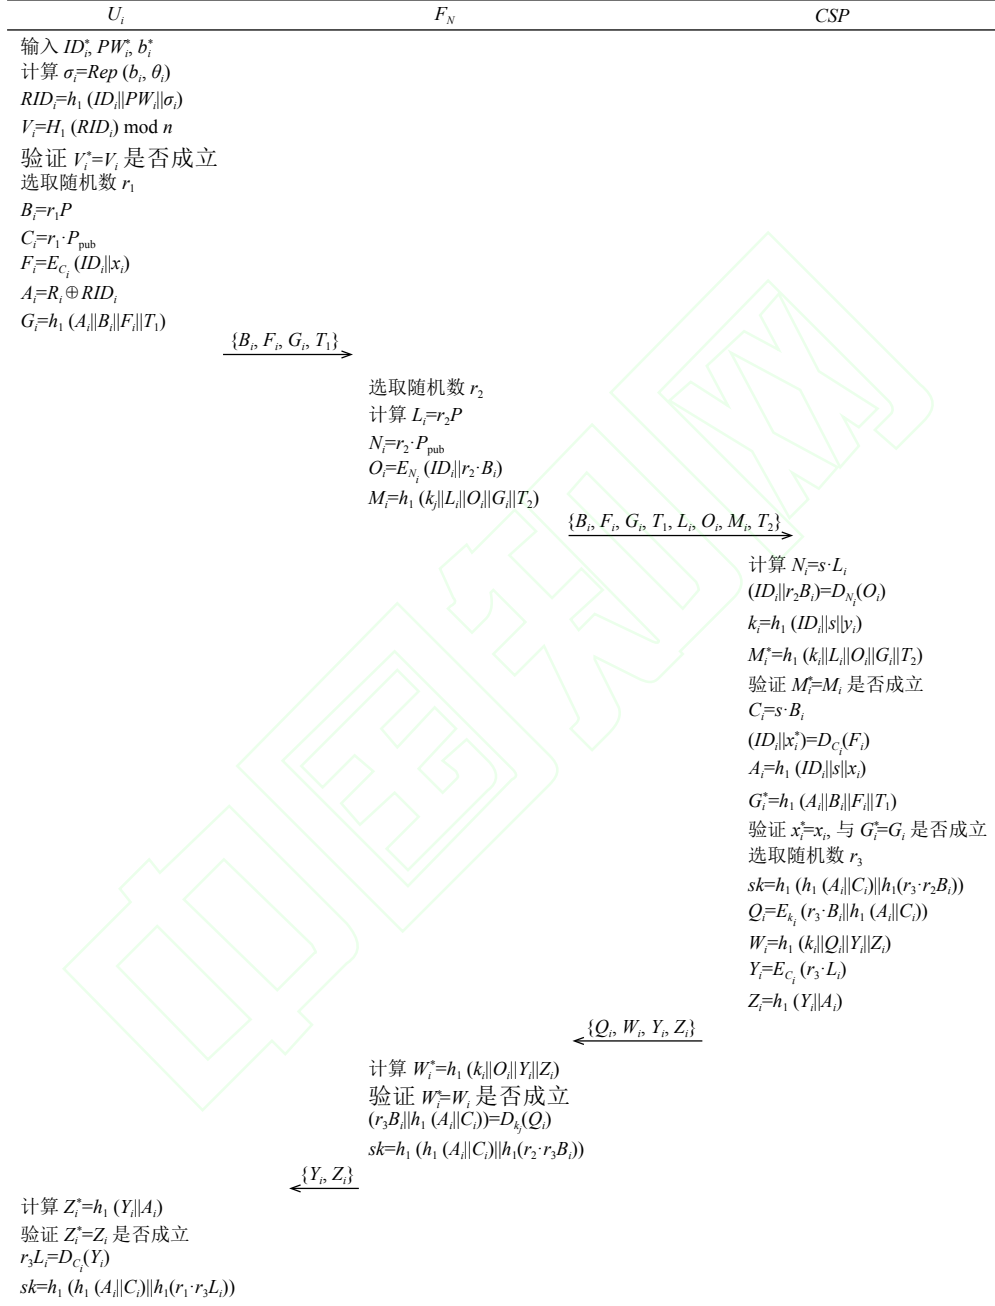 U_i F_N CSP
输入 ID_i^*, PW_i^*, b_i^*
计算 σ_i=Rep (b_i, θ_i)
RID_i=h_1 (ID_i||PW_i||σ_i)
V_i=H_1 (RID_i) mod n
验证 V_i^*=V_i 是否成立
选取随机数 r_1
B_i=r_1P
C_i=r_1·P_pub
F_i=E_{C_i} (ID_i||x_i)
A_i=R_i⊕RID_i
G_i=h_1 (A_i||B_i||F_i||T_1)
{B_i, F_i, G_i, T_1}
选取随机数 r_2
计算 L_i=r_2P
N_i=r_2·P_pub
O_i=E_{N_i} (ID_i||r_2·B_i)
M_i=h_1 (k_j||L_i||O_i||G_i||T_2)
{B_i, F_i, G_i, T_1, L_i, O_i, M_i, T_2}
计算 N_i=s·L_i
(ID_i||r_2B_i)=D_{N_i}(O_i)
k_i=h_1 (ID_i||s||y_i)
M_i^*=h_1 (k_i||L_i||O_i||G_i||T_2)
验证 M_i^*=M_i 是否成立
C_i=s·B_i
(ID_i||x_i^*)=D_{C_i}(F_i)
A_i=h_1 (ID_i||s||x_i)
G_i^*=h_1 (A_i||B_i||F_i||T_1)
验证 x_i^*=x_i, 与 G_i^*=G_i 是否成立
选取随机数 r_3
sk=h_1 (h_1 (A_i||C_i)||h_1(r_3·r_2B_i))
Q_i=E_{k_i} (r_3·B_i||h_1 (A_i||C_i))
W_i=h_1 (k_i||Q_i||Y_i||Z_i)
Y_i=E_{C_i} (r_3·L_i)
Z_i=h_1 (Y_i||A_i)
{Q_i, W_i, Y_i, Z_i}
计算 W_i^*=h_1 (k_i||O_i||Y_i||Z_i)
验证 W_i^*=W_i 是否成立
(r_3B_i||h_1 (A_i||C_i))=D_{k_j}(Q_i)
sk=h_1 (h_1 (A_i||C_i)||h_1(r_2·r_3B_i))
{Y_i, Z_i}
计算 Z_i^*=h_1 (Y_i||A_i)
验证 Z_i^*=Z_i 是否成立
r_3L_i=D_{C_i}(Y_i)
sk=h_1 (h_1 (A_i||C_i)||h_1(r_1·r_3L_i))
中国知网